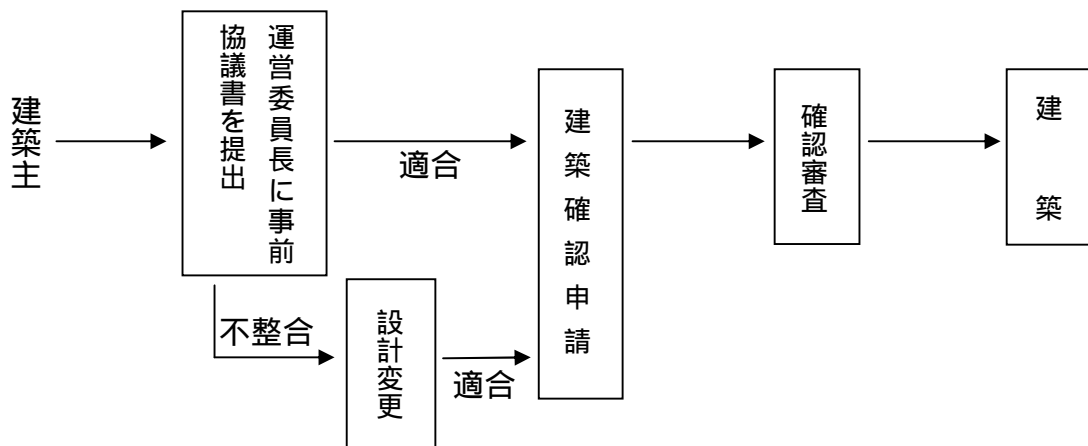 建築主
運営委員長に事前
協議書を提出
適合
不整合
設計変更
適合
建築確認申請
確認審査
建築